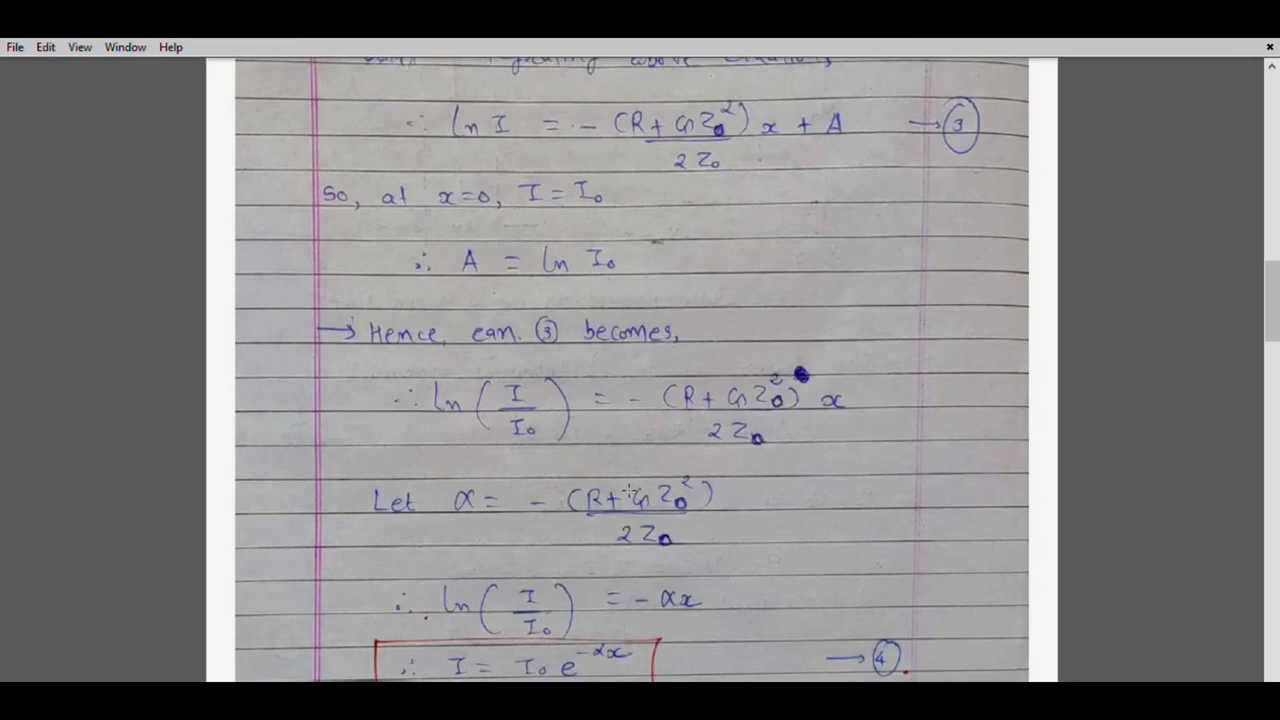 File Edit View Window Help
above
∴ ln I = - (R + GZ₀²) / 2Z₀ x + A → ③
So, at x=0, I = I₀
∴ A = ln I₀
→ Hence eqn. ③ becomes,
∴ ln (I / I₀) = - (R + GZ₀²) / 2Z₀ x
Let α = - (R + GZ₀²) / 2Z₀
∴ ln (I / I₀) = - αx
∴ I = I₀ e^-αx → ④